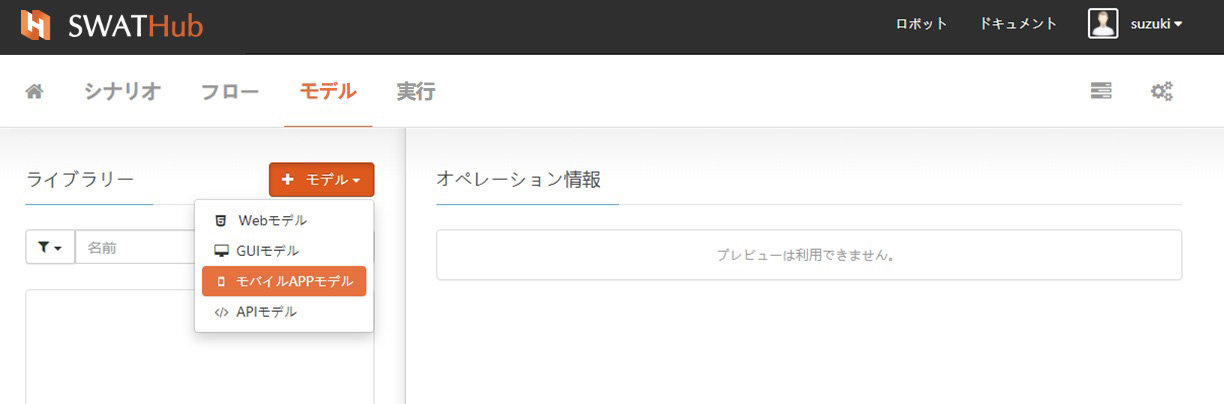 SWATHub
ロボット ドキュメント suzuki
シナリオ フロー モデル 実行
ライブラリー
+ モデル
Webモデル
GUIモデル
モバイルAPPモデル
</> APIモデル
名前
オペレーション情報
プレビューは利用できません。